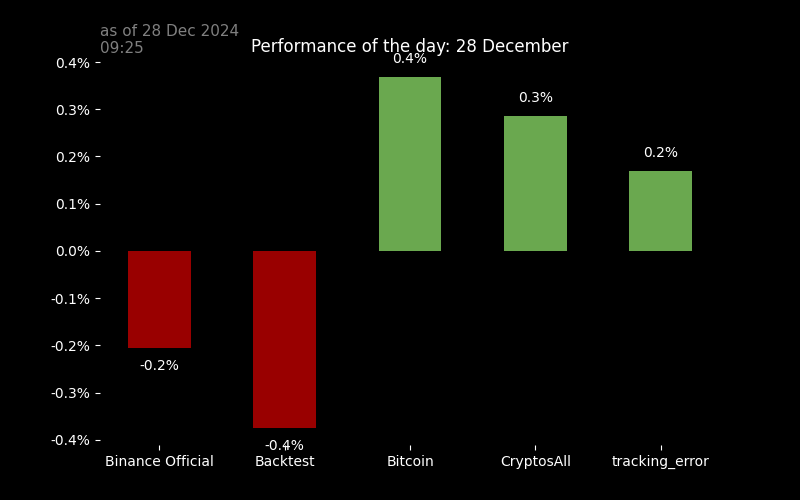 as of 28 Dec 2024
09:25
Performance of the day: 28 December
0.4%
0.3%
0.2%
0.1%
0.0%
-0.1%
-0.2%
-0.3%
-0.4%
0.4%
0.3%
0.2%
-0.2%
-0.4%
Binance Official
Backtest
Bitcoin
CryptosAll
tracking_error